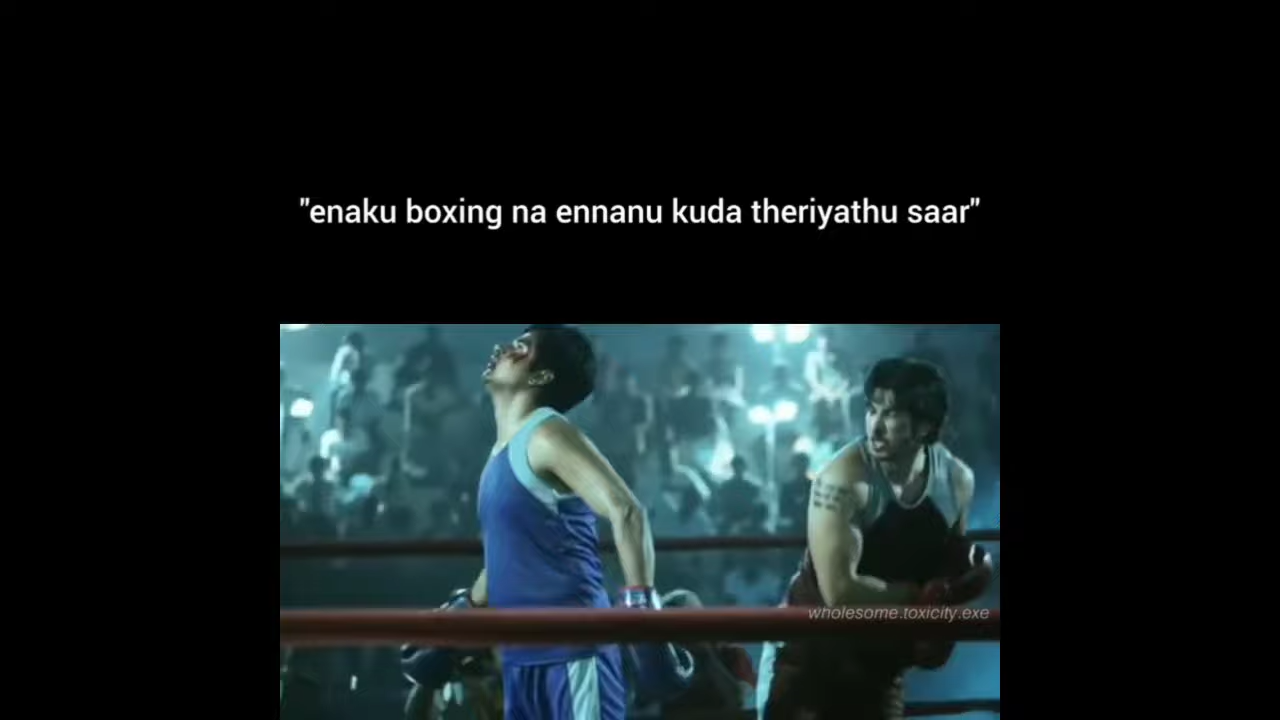 "enaku boxing na ennanu kuda theriyathu saar"
wholesome.toxicity.exe